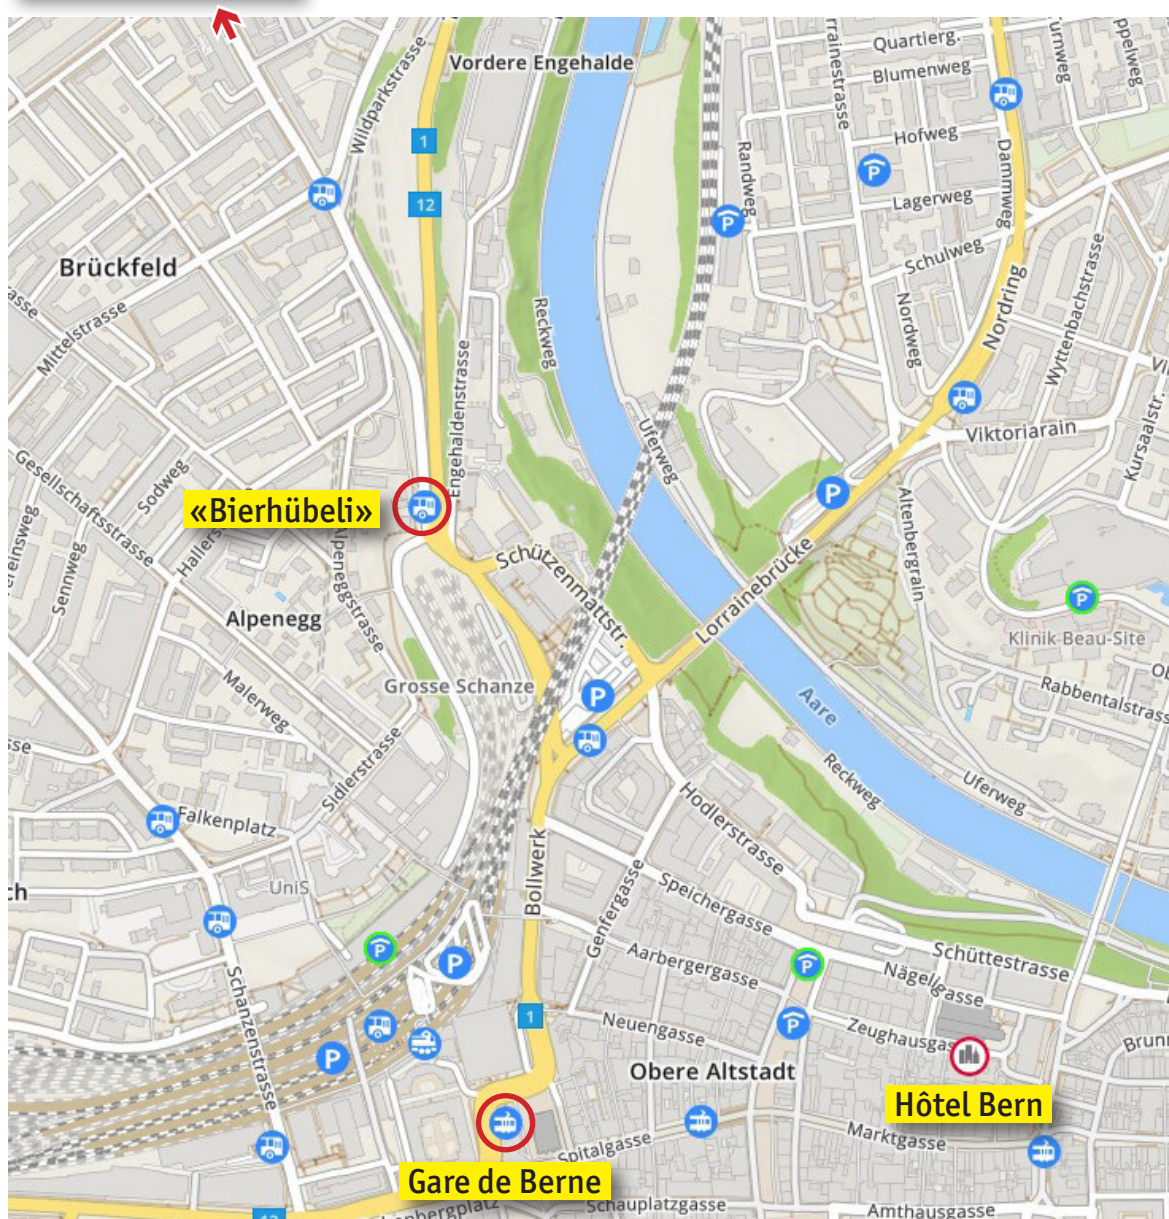 Quartierg.
Blumenweg
Hofweg
Lagerweg
Schulweg
Dammweg
Nordring
Wyttenbachstrasse
Randweg
Nordweg
Vordere Engehalde
Wildparkstrasse
1
12
Brückfeld
Mittelstrasse
Reckweg
Engehaldenstrasse
Uferweg
Viktoriarain
Kursaalstr.
Altenbergrain
P
Gesellschaftsstrasse
Sodweg
Sennweg
«Bierhübeli»
Alpeneggstrasse
Alpenegg
Schützenmattstr.
Lorrainebrücke
Klinik Beau-Site
Rabbentalstrass
Malerweg
Grosse Schanze
P
Aare
Sidlerstrasse
Falkenplatz
Reckweg
Uferweg
Hodlerstrasse
Bollwerk
UniS
Speichergasse
Genfergasse
Aarbergergasse
Schüttestrasse
Nägeligasse
P
Schanzenstrasse
1
Neuengasse
Zeughausgas
P
Obere Altstadt
Hôtel Bern
Marktgasse
Spitalgasse
Gare de Berne
Schauplatzgasse
Amthausgasse